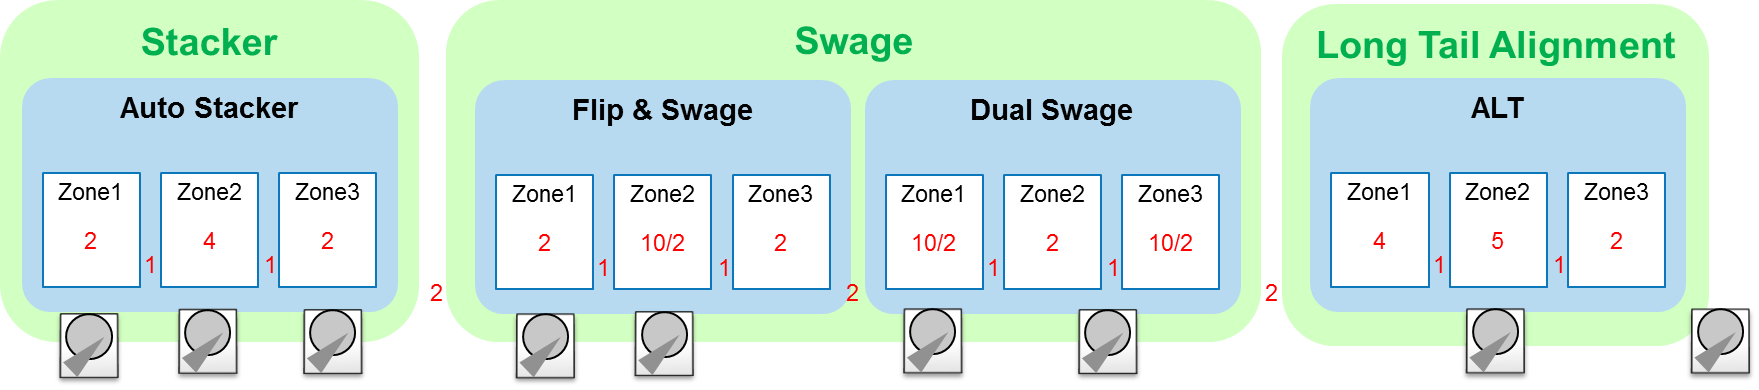 Stacker
Swage
Long Tail Alignment
Auto Stacker
Flip & Swage
Dual Swage
ALT
Zone1 Zone2 Zone3
2 4 2
1 1
2
Zone1 Zone2 Zone3
2 10/2 2
1 1
2
Zone1 Zone2 Zone3
10/2 2 10/2
1 1
2
Zone1 Zone2 Zone3
4 5 2
1 1